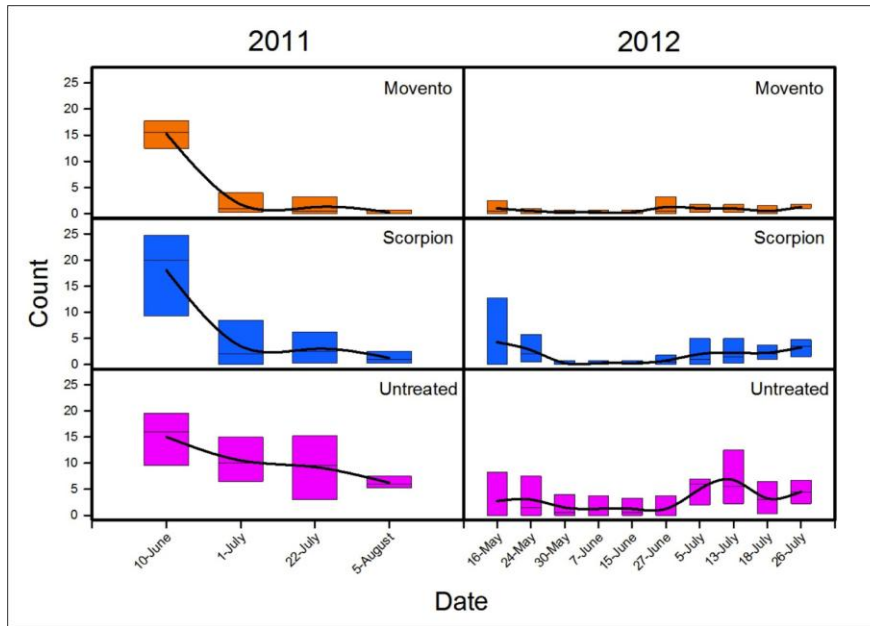 2011
2012
Count
Movento
Movento
25
20
15
10
5
0
Scorpion
Scorpion
25
20
15
10
5
0
Untreated
Untreated
25
20
15
10
5
0
10-June
1-July
22-July
5-August
16-May
24-May
30-May
7-June
15-June
27-June
5-July
13-July
18-July
26-July
Date